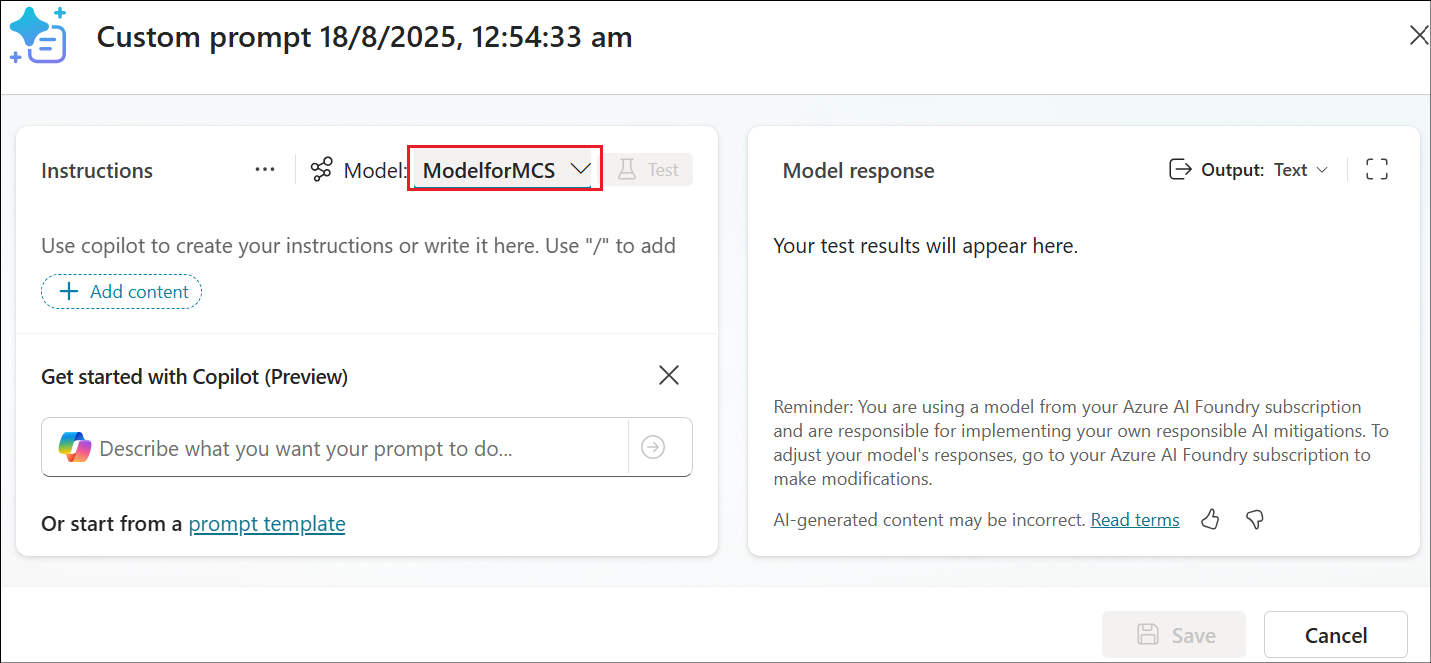 Custom prompt 18/8/2025, 12:54:33 am
Instructions
Model: ModelforMCS
Test
Use copilot to create your instructions or write it here. Use "/" to add
Add content
Get started with Copilot (Preview)
Describe what you want your prompt to do...
Or start from a prompt template
Model response
Output: Text
Your test results will appear here.
Reminder: You are using a model from your Azure AI Foundry subscription
and are responsible for implementing your own responsible AI mitigations. To
adjust your model's responses, go to your Azure AI Foundry subscription to
make modifications.
AI-generated content may be incorrect. Read terms
Save
Cancel